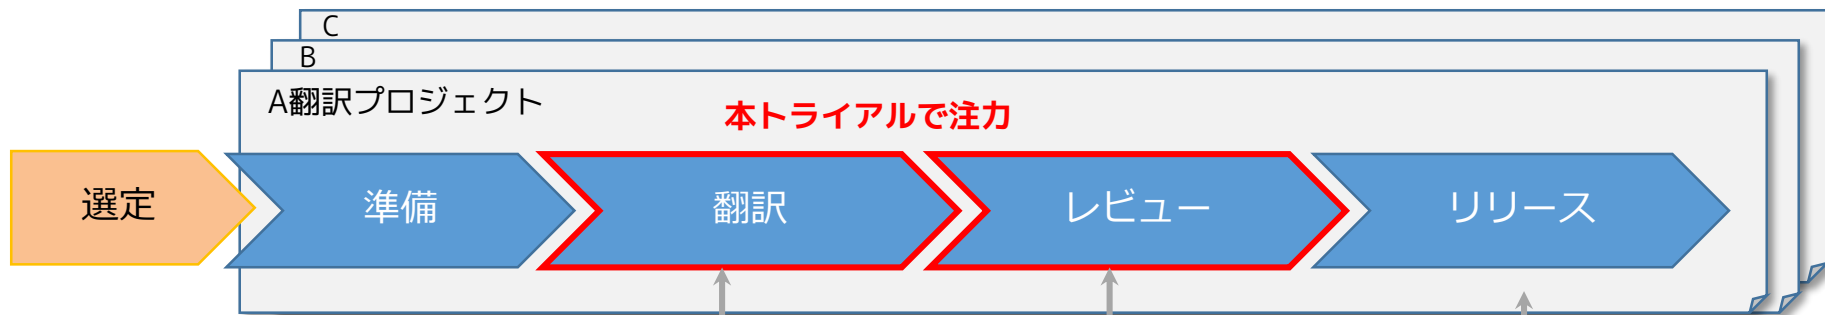 C
B
A翻訳プロジェクト
本トライアルで注力
選定
準備
翻訳
レビュー
リリース